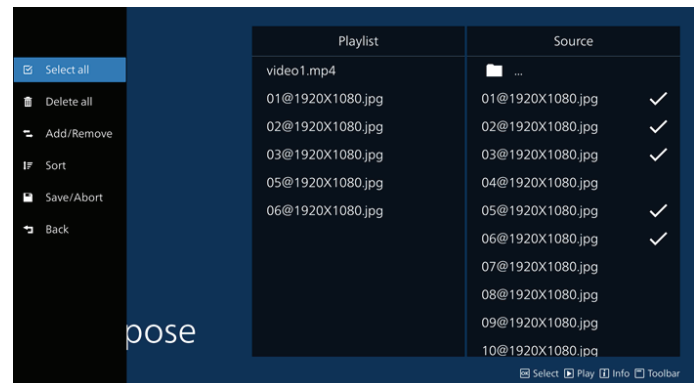 Select all
Delete all
Add/Remove
Sort
Save/Abort
Back
pose
Playlist
video1.mp4
01@1920X1080.jpg
02@1920X1080.jpg
03@1920X1080.jpg
05@1920X1080.jpg
06@1920X1080.jpg
Source
...
01@1920X1080.jpg
02@1920X1080.jpg
03@1920X1080.jpg
04@1920X1080.jpg
05@1920X1080.jpg
06@1920X1080.jpg
07@1920X1080.jpg
08@1920X1080.jpg
09@1920X1080.jpg
10@1920X1080.jpg
OK Select Play i Info Toolbar